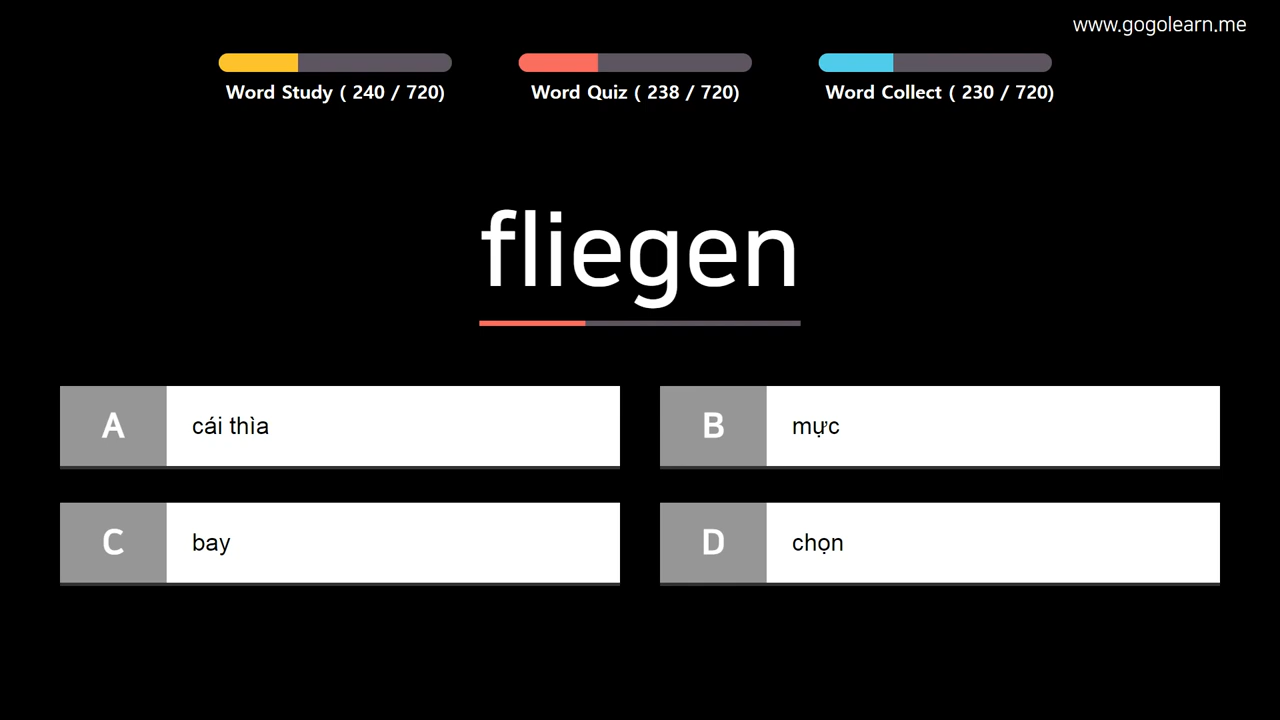 www.gogolearn.me
Word Study ( 240 / 720)
Word Quiz ( 238 / 720)
Word Collect ( 230 / 720)
fliegen
A
cái thìa
B
mực
C
bay
D
chọn